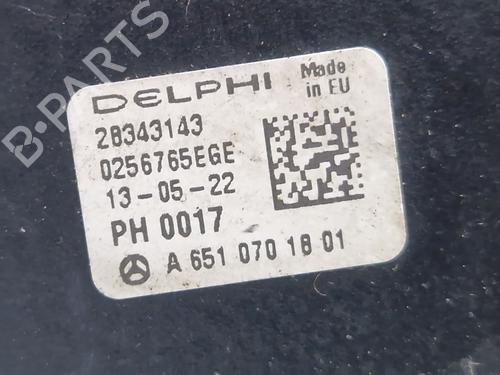 B-PARTS
DELPHI
Made
in EU
28343143
0256765EGE
13-05-22
PH 0017
A 651 070 18 01